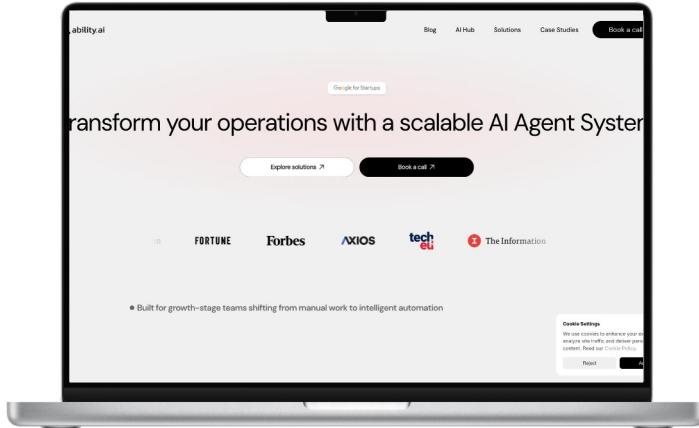 ability.ai
Blog AI Hub Solutions Case Studies Book a call
Google for Startups
ransform your operations with a scalable AI Agent Syster
Explore solutions Book a call
FORTUNE Forbes AXIOS tech.eu The Information
Built for growth-stage teams shifting from manual work to intelligent automation
Cookie Settings
We use cookies to enhance your
analyze site traffic and deliver
content. Read our Cookie Policy.
Reject